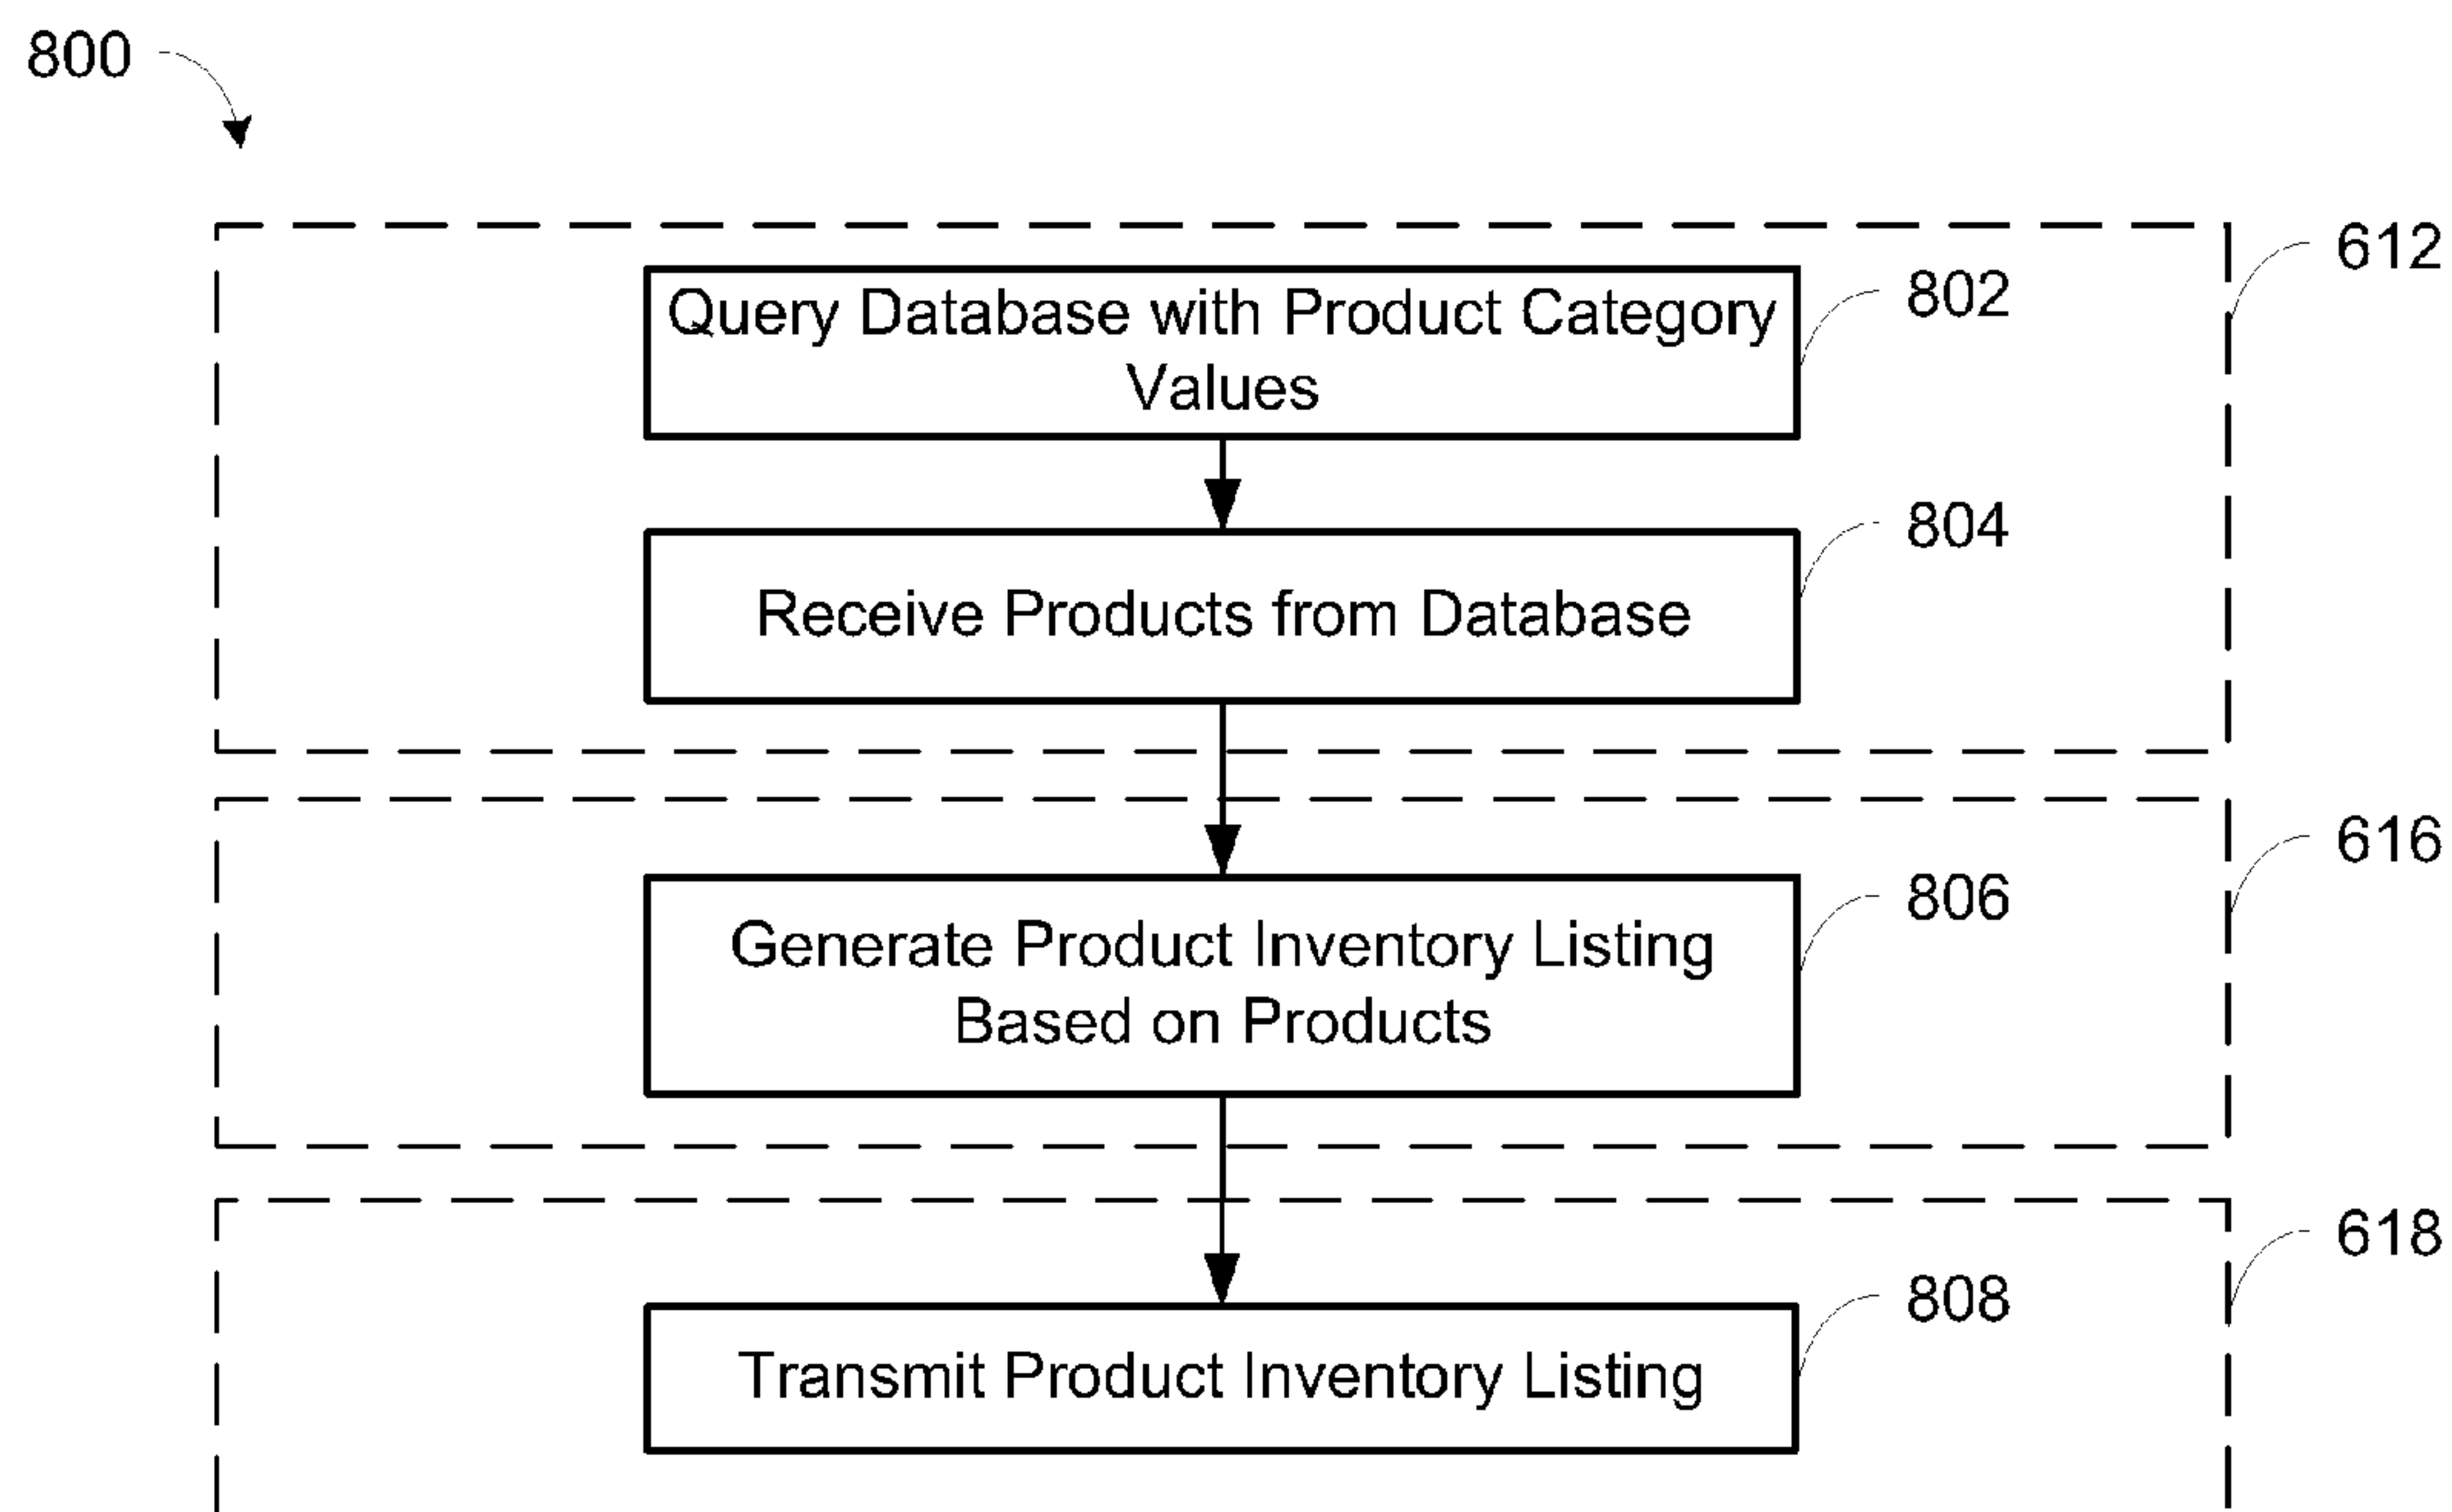 800
612
Query Database with Product Category
Values
802
804
Receive Products from Database
616
806
Generate Product Inventory Listing
Based on Products
618
808
Transmit Product Inventory Listing